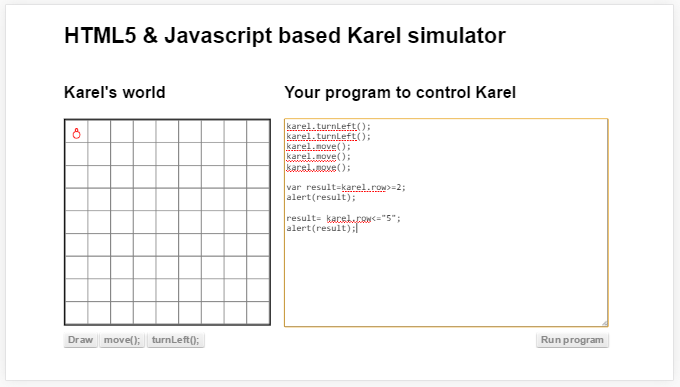 HTML5 & Javascript based Karel simulator
Karel's world
Your program to control Karel
karel.turnLeft();
karel.turnLeft();
karel.move();
karel.move();
karel.move();
var result=karel.row>=2;
alert(result);
result= karel.row<="5";
alert(result);
Draw
move();
turnLeft();
Run program